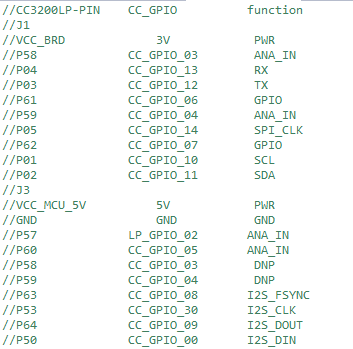 //CC3200LP-PIN CC_GPIO function
//J1
//VCC_BRD 3V PWR
//P58 CC_GPIO_03 ANA_IN
//P04 CC_GPIO_13 RX
//P03 CC_GPIO_12 TX
//P61 CC_GPIO_06 GPIO
//P59 CC_GPIO_04 ANA_IN
//P05 CC_GPIO_14 SPI_CLK
//P62 CC_GPIO_07 GPIO
//P01 CC_GPIO_10 SCL
//P02 CC_GPIO_11 SDA
//J3
//VCC_MCU_5V 5V PWR
//GND GND GND
//P57 LP_GPIO_02 ANA_IN
//P60 CC_GPIO_05 ANA_IN
//P58 CC_GPIO_03 DNP
//P59 CC_GPIO_04 DNP
//P63 CC_GPIO_08 I2S_FSYNC
//P53 CC_GPIO_30 I2S_CLK
//P64 CC_GPIO_09 I2S_DOUT
//P50 CC_GPIO_00 I2S_DIN